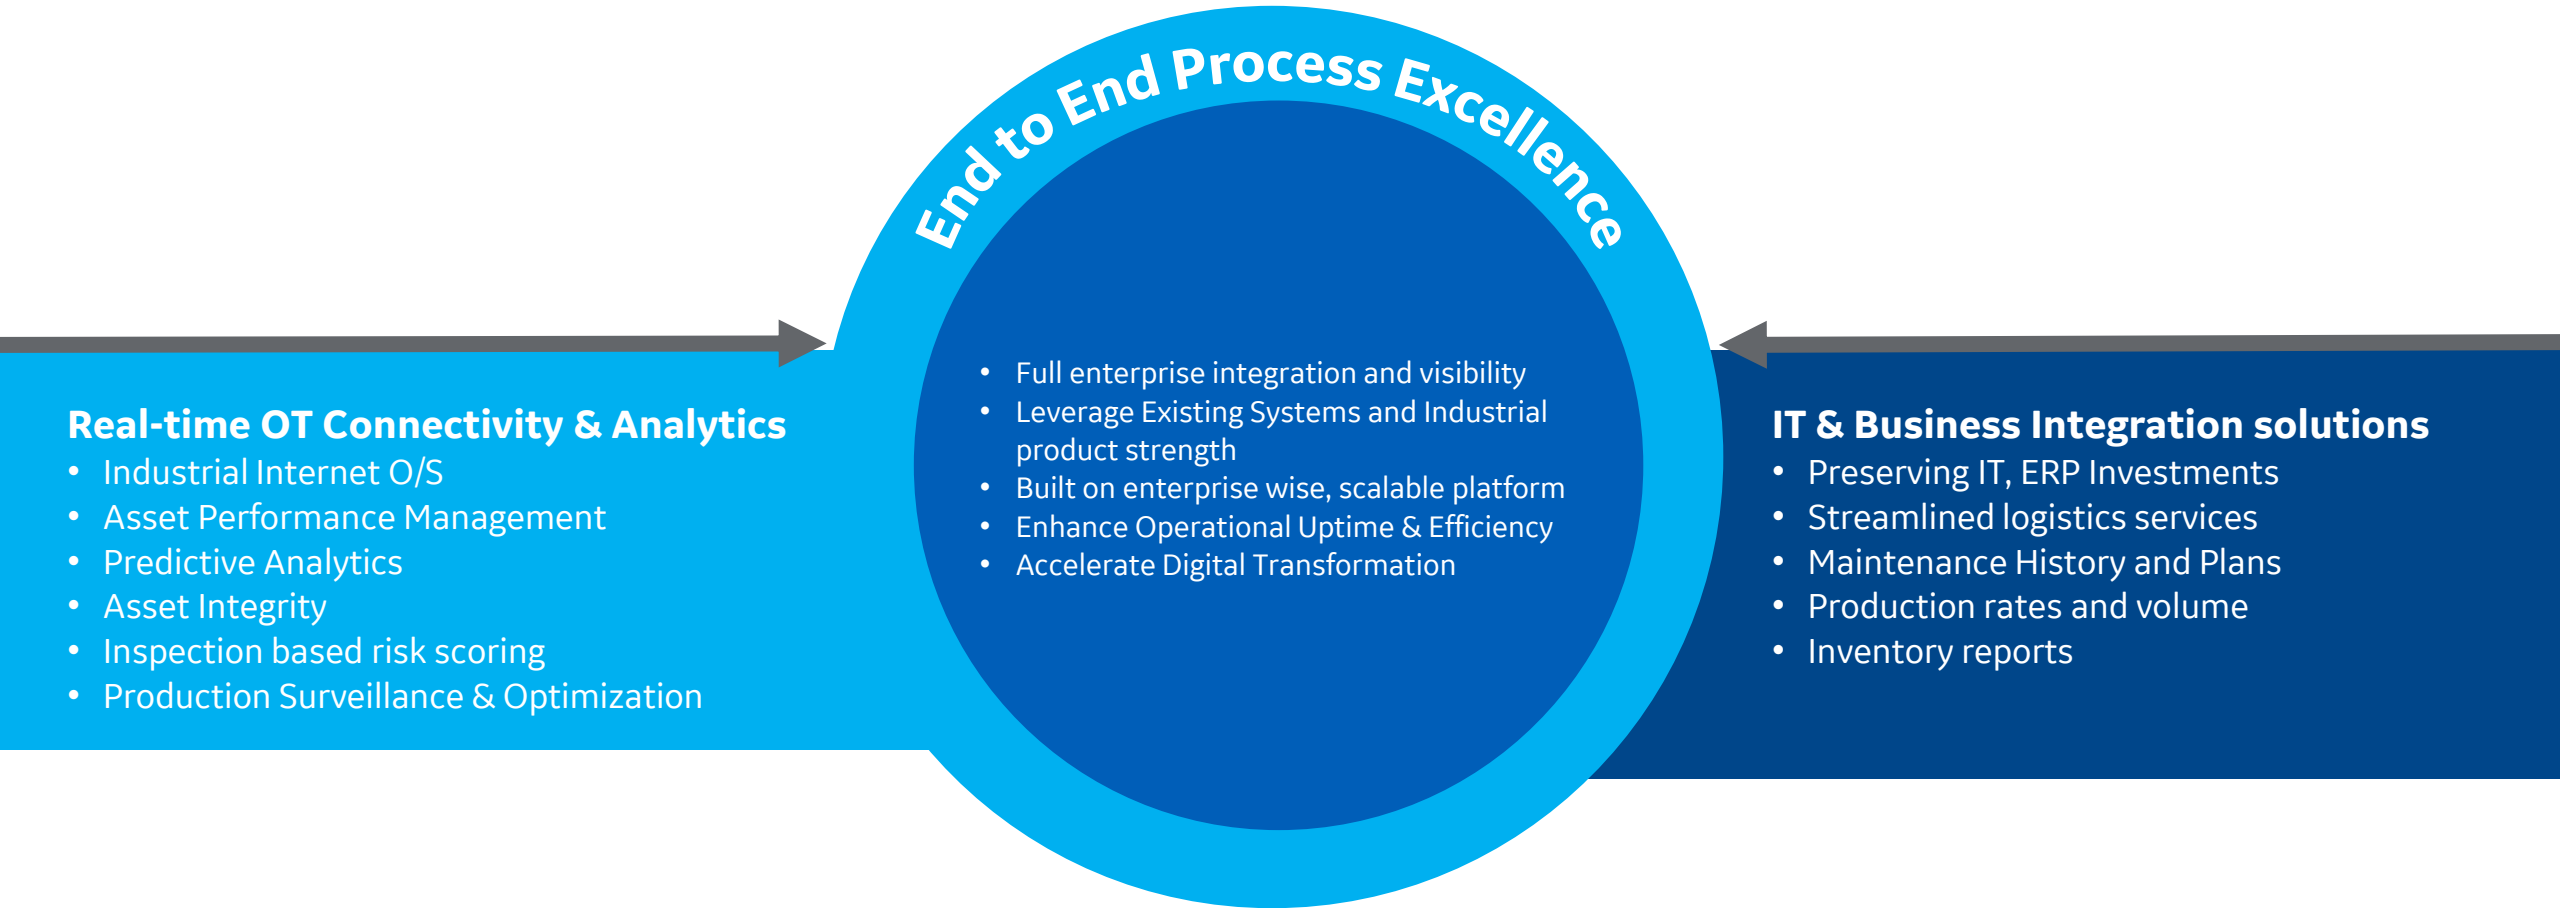 End to End Process Excellence
Real-time OT Connectivity & Analytics
• Industrial Internet O/S
• Asset Performance Management
• Predictive Analytics
• Asset Integrity
• Inspection based risk scoring
• Production Surveillance & Optimization
• Full enterprise integration and visibility
• Leverage Existing Systems and Industrial
product strength
• Built on enterprise wise, scalable platform
• Enhance Operational Uptime & Efficiency
• Accelerate Digital Transformation
IT & Business Integration solutions
• Preserving IT, ERP Investments
• Streamlined logistics services
• Maintenance History and Plans
• Production rates and volume
• Inventory reports